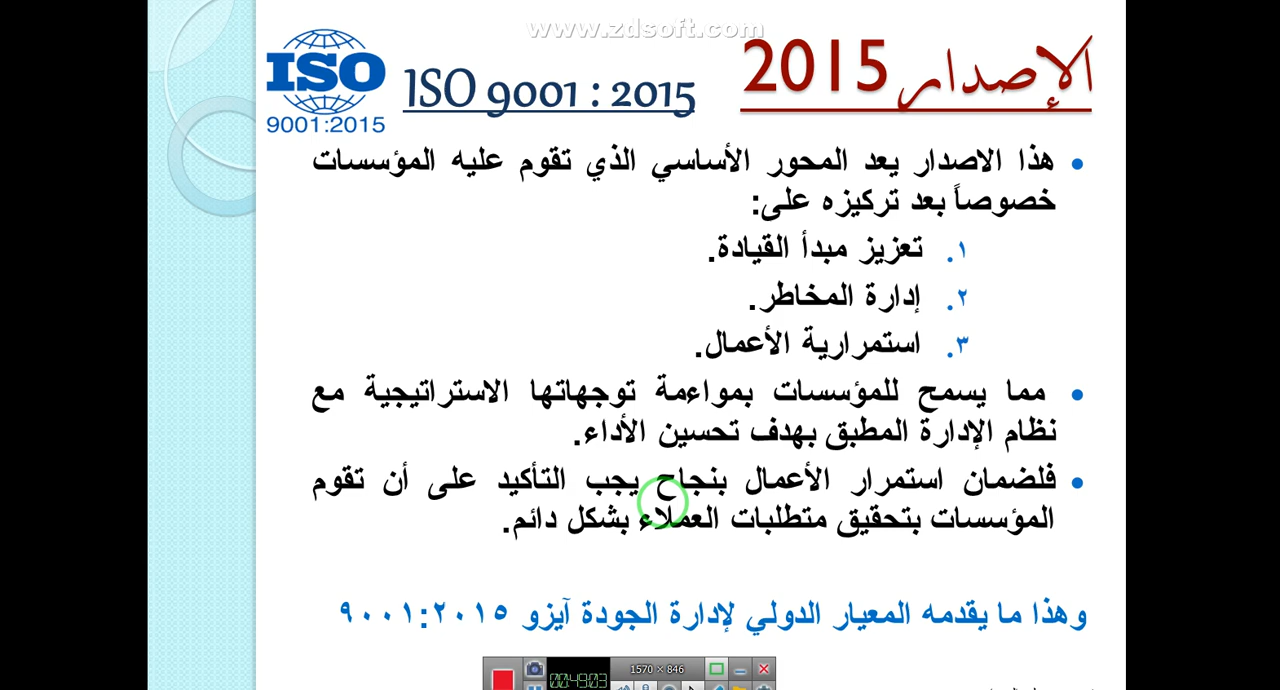 www.zdsoft.com
الإصدار 2015
ISO 9001 : 2015
ISO
9001:2015
• هذا الاصدار يعد المحور الأساسي الذي تقوم عليه المؤسسات
خصوصاً بعد تركيزه على:
١. تعزيز مبدأ القيادة.
٢. إدارة المخاطر.
٣. استمرارية الأعمال.
• مما يسمح للمؤسسات بمواءمة توجهاتها الاستراتيجية مع
نظام الإدارة المطبق بهدف تحسين الأداء.
• فلضمان استمرار الأعمال بنجاح يجب التأكيد على أن تقوم
المؤسسات بتحقيق متطلبات العملاء بشكل دائم.
وهذا ما يقدمه المعيار الدولي لإدارة الجودة آيزو ٩٠٠١:٢٠١٥
1570 × 846
00:49:03